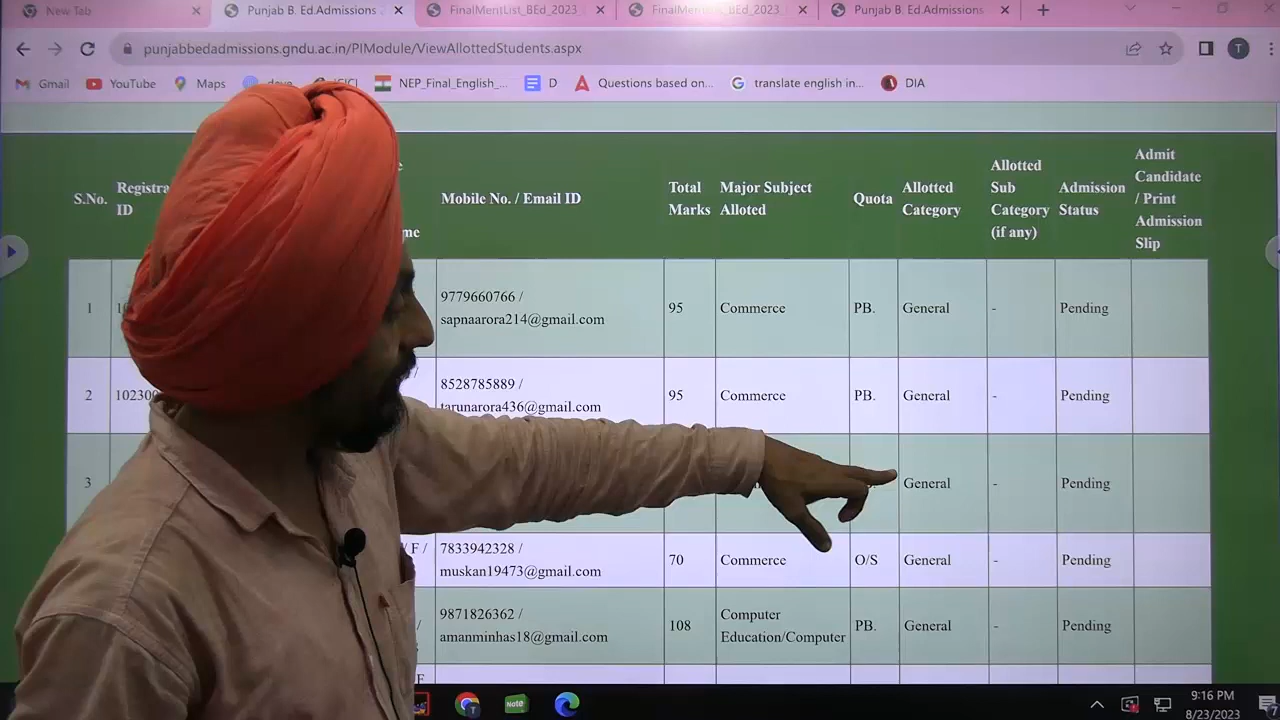 New Tab
Punjab B. Ed.Admissions
FinalMeritList_BEd_2023_
FinalMeritList_BEd_2023_
Punjab B. Ed.Admissions
punjabbedadmissions.gndu.ac.in/PIModule/ViewAllottedStudents.aspx
T
Gmail
YouTube
Maps
NEP_Final_English_...
D
Questions based on...
translate english in...
DIA
S.No.
ID
Mobile No. / Email ID
Total
Marks
Major Subject
Alloted
Quota
Allotted
Category
Allotted
Sub
Category
(if any)
Admission
Status
Admit
Candidate
/ Print
Admission
Slip
1
9779660766 /
sapnaarora214@gmail.com
95
Commerce
PB.
General
-
Pending
2
8528785889 /
tarunarora436@gmail.com
95
Commerce
PB.
General
-
Pending
3
General
-
Pending
/ F /
7833942328 /
muskan19473@gmail.com
70
Commerce
O/S
General
-
Pending
9871826362 /
amanminhas18@gmail.com
108
Computer
Education/Computer
PB.
General
-
Pending
F
Note
9:16 PM
8/23/2023